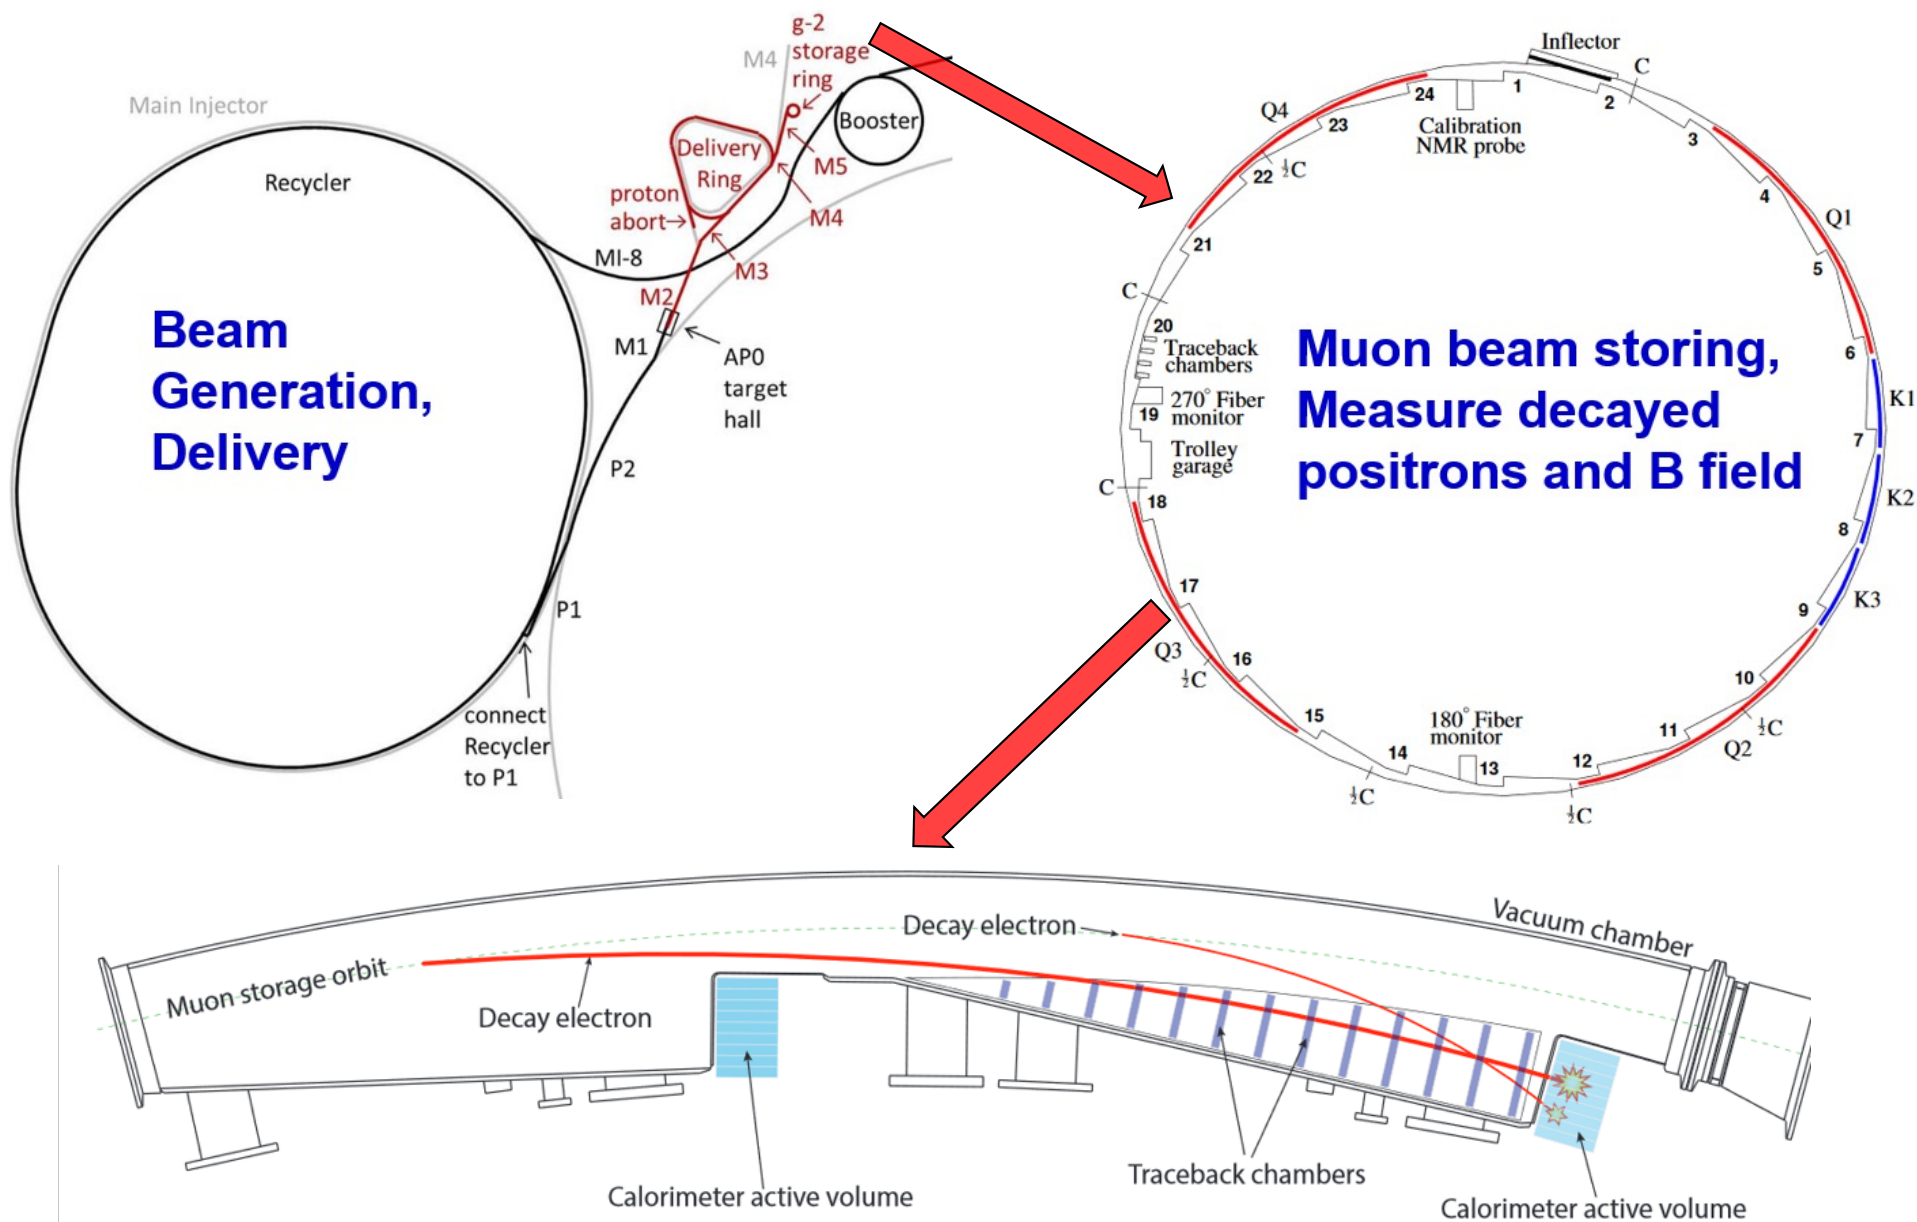 g-2
storage
ring
M4
Main Injector
Booster
Delivery
Ring
M5
Recycler
proton
abort
M4
MI-8
M3
M2
M1
AP0
target
hall
Beam
Generation,
Delivery
P2
P1
connect
Recycler
to P1
Inflector
C
1
2
24
Q4
23
Calibration
NMR probe
3
22
½C
4
21
Q1
5
C
20
Traceback
chambers
6
270° Fiber
monitor
19
K1
7
Trolley
garage
C
18
K2
8
Muon beam storing,
Measure decayed
positrons and B field
17
9
K3
Q3
½C
16
10
15
180° Fiber
monitor
11
½C
Q2
14
13
12
½C
½C
Decay electron
Vacuum chamber
Muon storage orbit
Decay electron
Traceback chambers
Calorimeter active volume
Calorimeter active volume